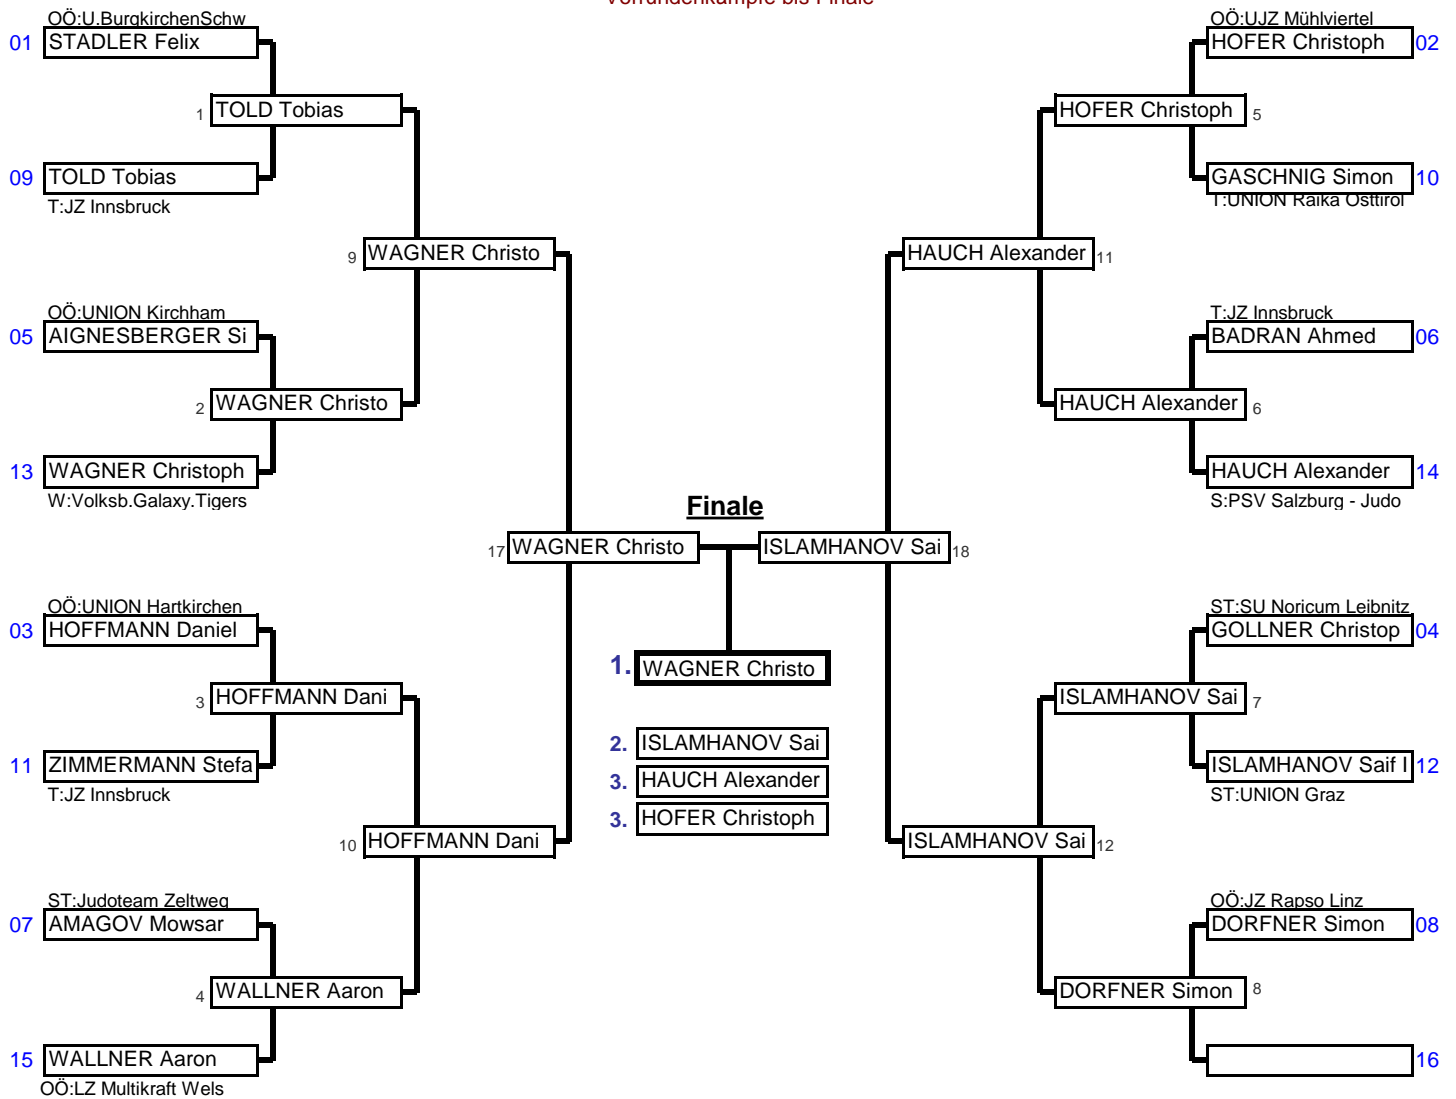 Vorrundenkämpfe bis Finale
OÖ:U.BurgkirchenSchw
01 STADLER Felix
1 TOLD Tobias
09 TOLD Tobias
T:JZ Innsbruck
9 WAGNER Christo
OÖ:UNION Kirchham
05 AIGNESBERGER Si
2 WAGNER Christo
13 WAGNER Christoph
W:Volksb.Galaxy.Tigers
17 WAGNER Christo
OÖ:UNION Hartkirchen
03 HOFFMANN Daniel
3 HOFFMANN Dani
11 ZIMMERMANN Stefa
T:JZ Innsbruck
10 HOFFMANN Dani
ST:Judoteam Zeltweg
07 AMAGOV Mowsar
4 WALLNER Aaron
15 WALLNER Aaron
OÖ:LZ Multikraft Wels
Finale
1. WAGNER Christo
2. ISLAMHANOV Sai
3. HAUCH Alexander
3. HOFER Christoph
OÖ:UJZ Mühlviertel
HOFER Christoph 02
HOFER Christoph 5
GASCHNIG Simon 10
T:UNION Raika Osttirol
HAUCH Alexander 11
T:JZ Innsbruck
BADRAN Ahmed 06
HAUCH Alexander 6
HAUCH Alexander 14
S:PSV Salzburg - Judo
ISLAMHANOV Sai 18
ST:SU Noricum Leibnitz
GOLLNER Christop 04
ISLAMHANOV Sai 7
ISLAMHANOV Saif I 12
ST:UNION Graz
ISLAMHANOV Sai 12
OÖ:JZ Rapso Linz
DORFNER Simon 08
DORFNER Simon 8
16